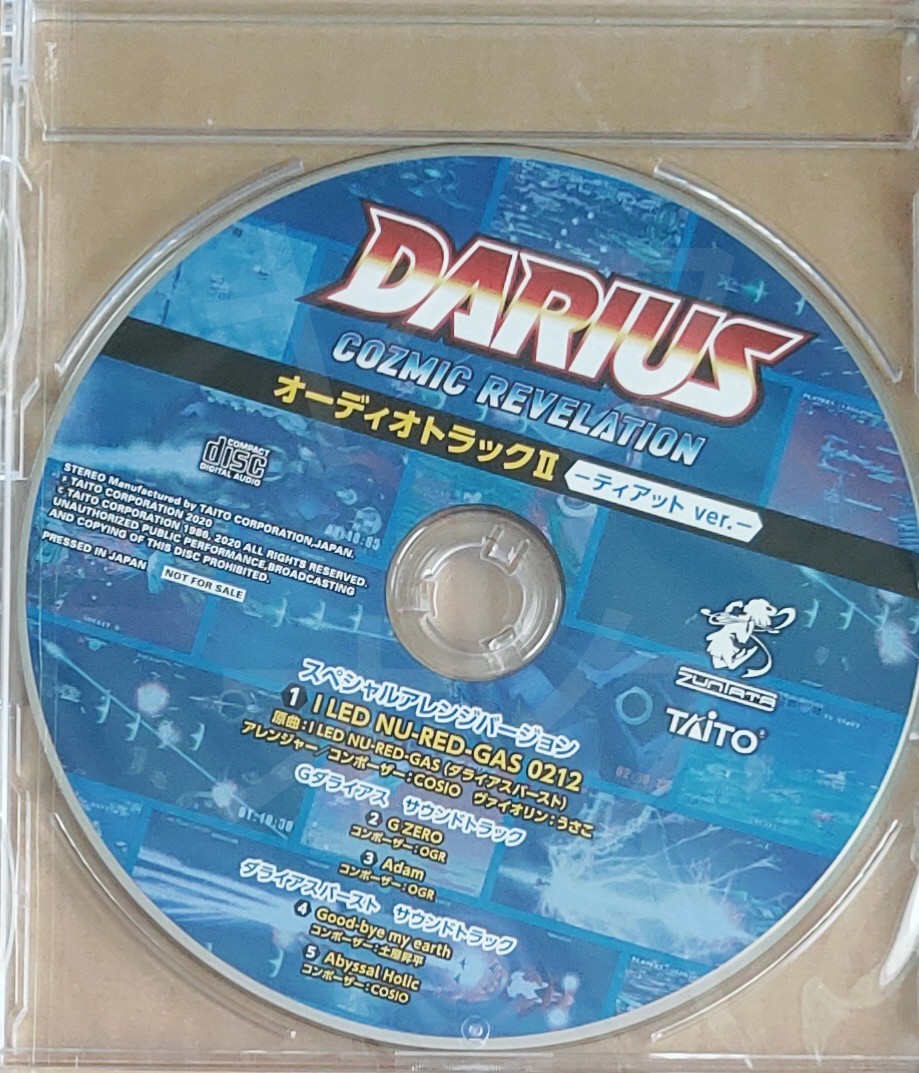 DARIUS
COZMIC REVELATION
オーディオトラックⅡ ーティアット ver.ー
COMPACT
disc
DIGITAL AUDIO
STEREO Manufactured by TAITO CORPORATION,JAPAN.
℗ TAITO CORPORATION 2020
© TAITO CORPORATION 1986, 2020 ALL RIGHTS RESERVED.
UNAUTHORIZED PUBLIC PERFORMANCE,BROADCASTING
AND COPYING OF THIS DISC PROHIBITED.
PRESSED IN JAPAN NOT FOR SALE
ZUNTATA
TAITO®
スペシャルアレンジバージョン
1 I LED NU-RED-GAS 0212
原曲:I LED NU-RED-GAS (ダライアスバースト)
アレンジャー/コンポーザー:COSIO ヴァイオリン:うさこ
Gダライアス サウンドトラック
2 G ZERO
コンポーザー:OGR
3 Adam
コンポーザー:OGR
ダライアスバースト サウンドトラック
4 Good-bye my earth
コンポーザー:土屋昇平
5 Abyssal Holic
コンポーザー:COSIO